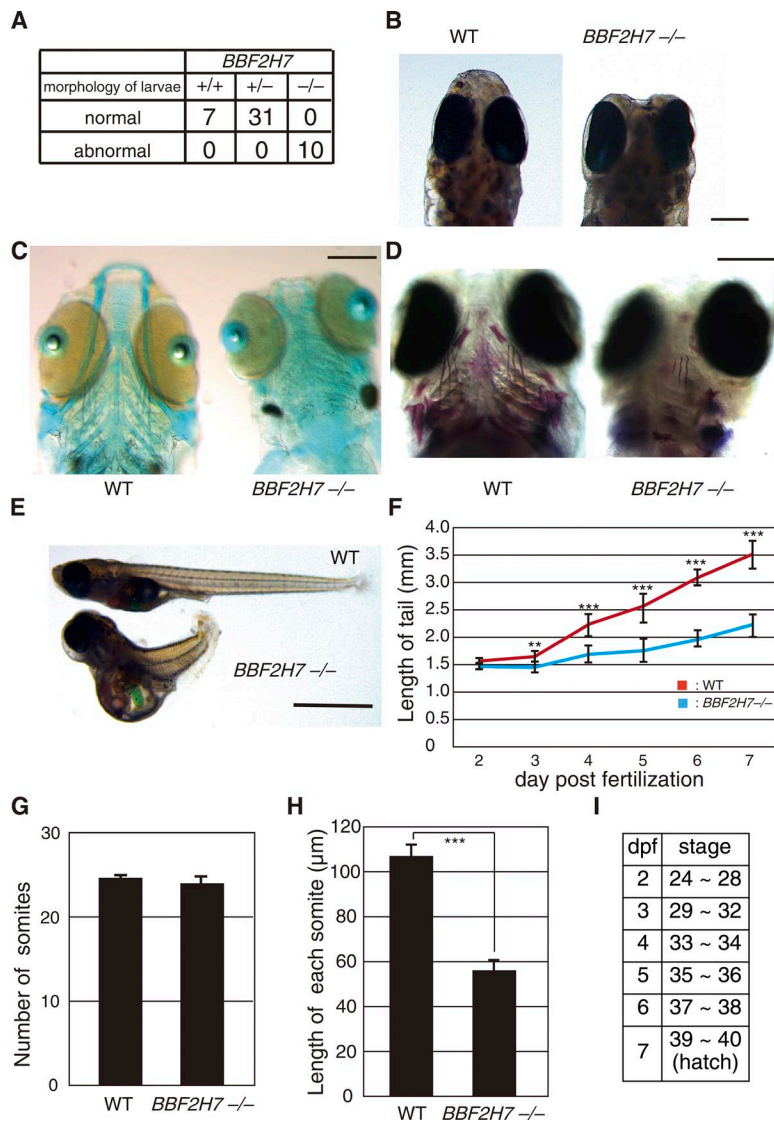 A
BBF2H7
morphology of larvae +/+ +/– –/–
normal 7 31 0
abnormal 0 0 10
B
WT BBF2H7 –/–
C
WT BBF2H7 –/–
D
WT BBF2H7 –/–
E
WT
BBF2H7 –/–
F
Length of tail (mm)
4.0
3.5
3.0
2.5
2.0
1.5
1.0
0.5
0
** *** *** *** ***
: WT
: BBF2H7–/–
2 3 4 5 6 7
day post fertilization
G
Number of somites
30
20
10
0
WT BBF2H7 –/–
H
Length of each somite (µm)
120
100
80
60
40
20
0
***
WT BBF2H7 –/–
I
dpf stage
2 24 ~ 28
3 29 ~ 32
4 33 ~ 34
5 35 ~ 36
6 37 ~ 38
7 39 ~ 40
(hatch)